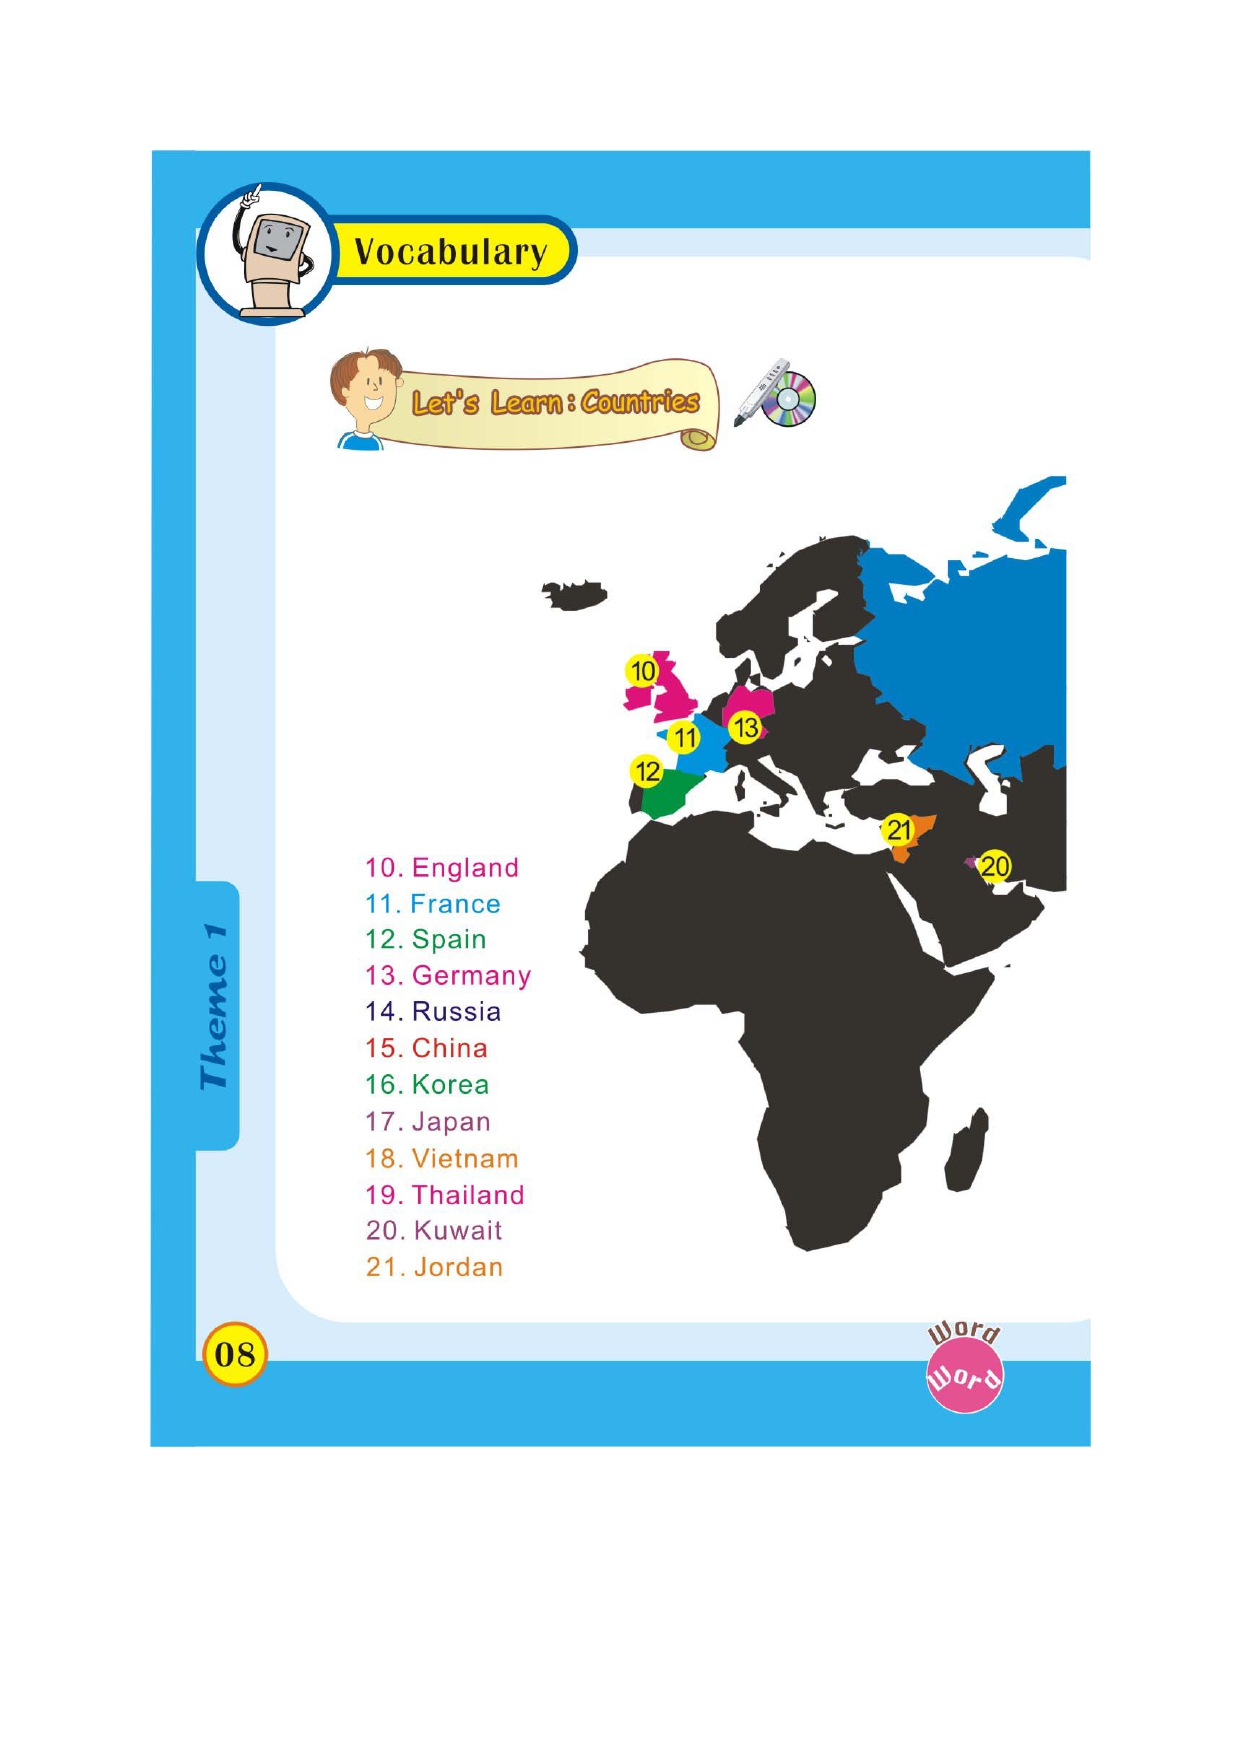 Vocabulary
Let's Learn : Countries
10
11
13
12
21
20
10. England
11. France
12. Spain
13. Germany
14. Russia
15. China
16. Korea
17. Japan
18. Vietnam
19. Thailand
20. Kuwait
21. Jordan
Theme 1
08
Word
Word